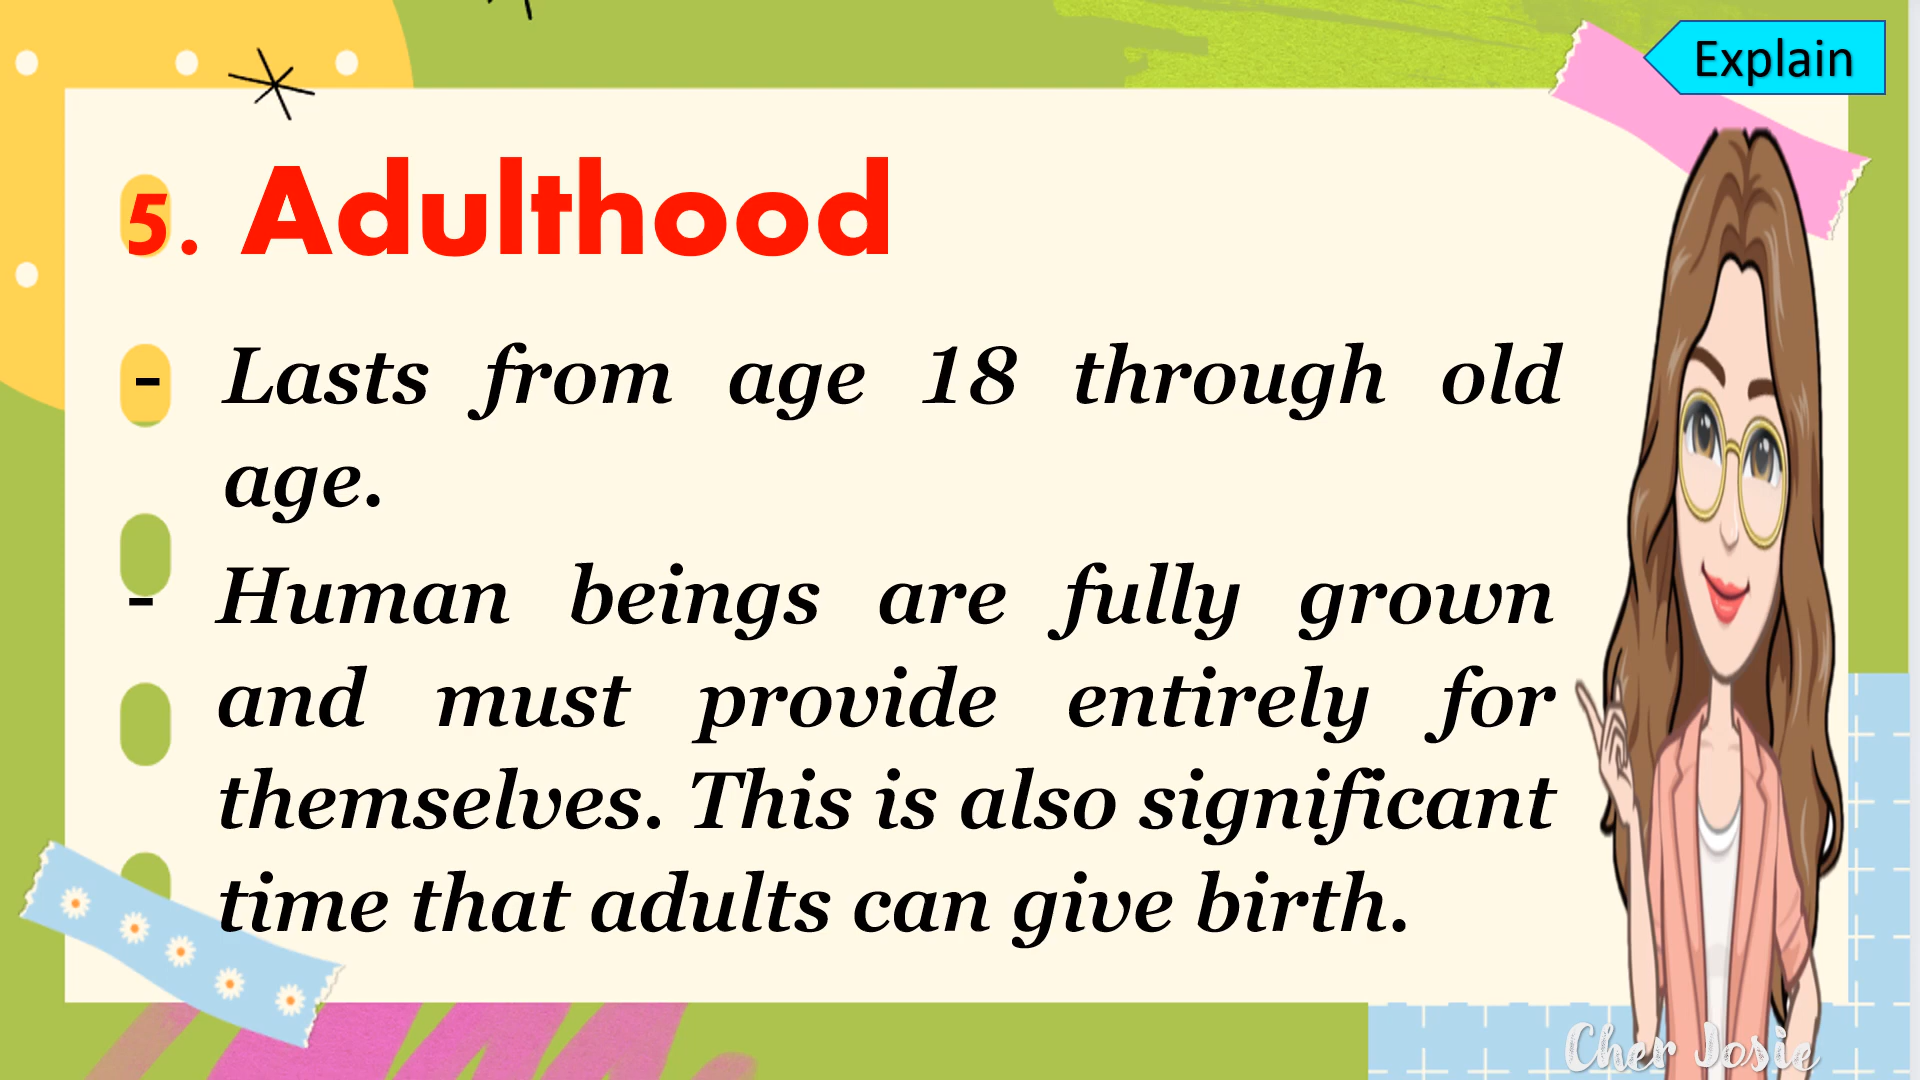 Explain
5. Adulthood
- Lasts from age 18 through old
age.
- Human beings are fully grown
and must provide entirely for
themselves. This is also significant
time that adults can give birth.
Cher Josie